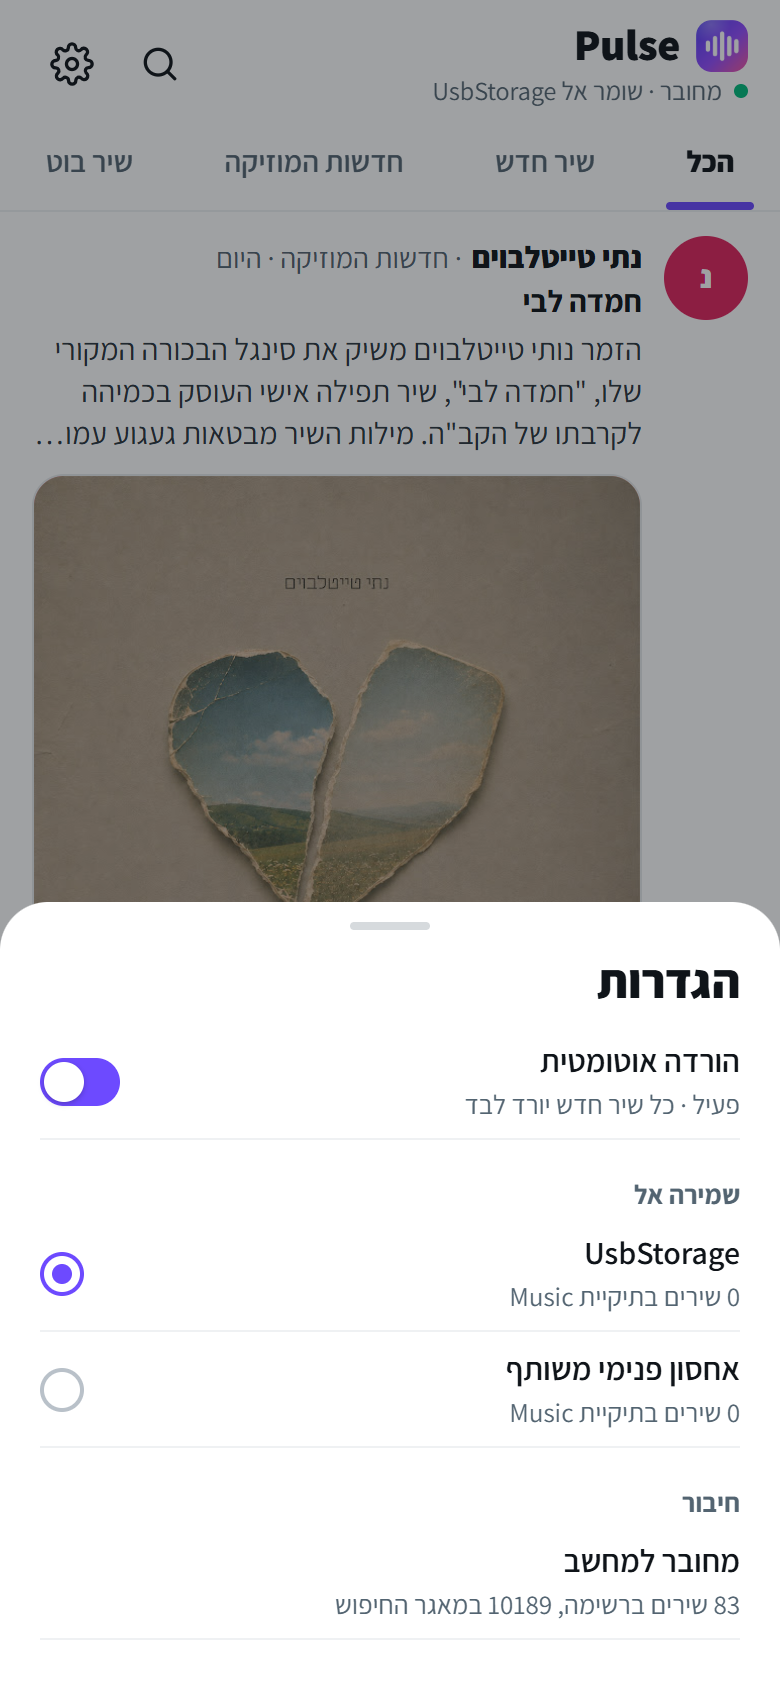 Pulse
מחובר · שומר אל UsbStorage
הכל
שיר חדש
חדשות המוזיקה
שיר בוט
נ
נתי טייטלבוים · חדשות המוזיקה · היום
חמדה לבי
הזמר נותי טייטלבוים משיק את סינגל הבכורה המקורי
שלו, "חמדה לבי", שיר תפילה אישי העוסק בכמיהה
לקרבתו של הקב"ה. מילות השיר מבטאות געגוע עמו...
נתי טייטלבוים
הגדרות
הורדה אוטומטית
פעיל · כל שיר חדש יורד לבד
שמירה אל
UsbStorage
0 שירים בתיקיית Music
אחסון פנימי משותף
0 שירים בתיקיית Music
חיבור
מחובר למחשב
83 שירים ברשימה, 10189 במאגר החיפוש